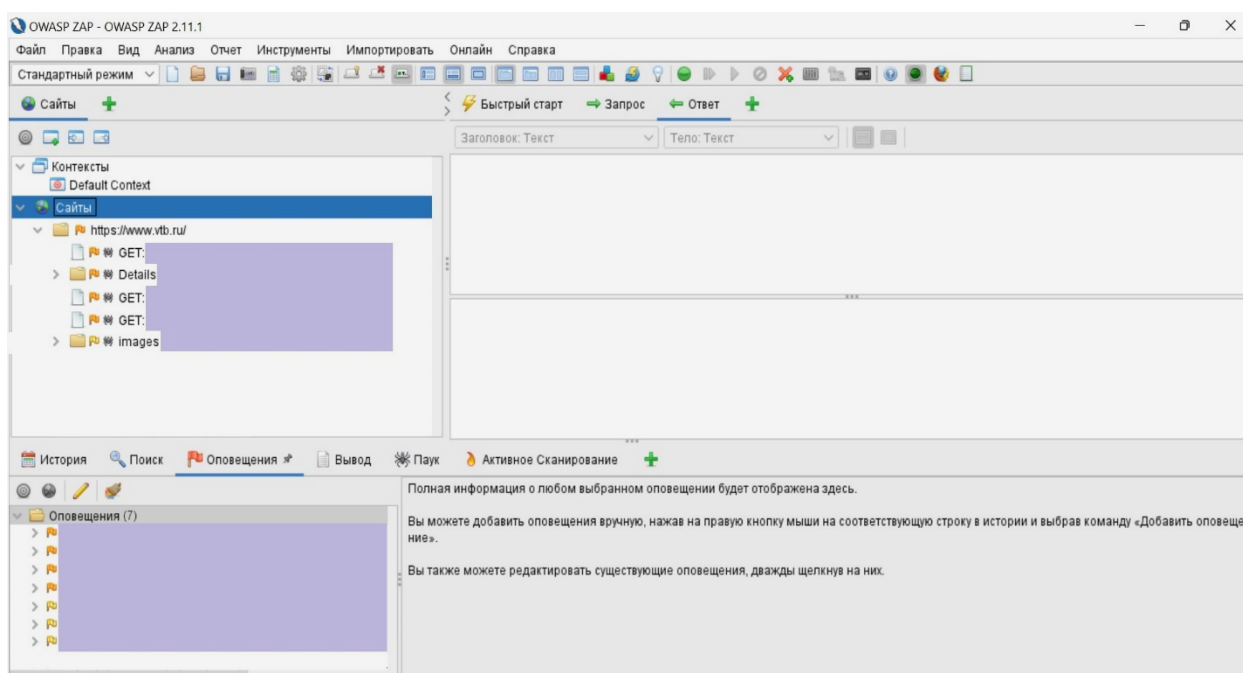 OWASP ZAP - OWASP ZAP 2.11.1
Файл Правка Вид Анализ Отчет Инструменты Импортировать Онлайн Справка
Стандартный режим
Сайты
Быстрый старт Запрос Ответ
Заголовок: Текст Тело: Текст
Контексты
Default Context
Сайты
https://www.vtb.ru/
GET:
Details
GET:
GET:
images
История Поиск Оповещения Вывод Паук Активное Сканирование
Оповещения (7)
Полная информация о любом выбранном оповещении будет отображена здесь.
Вы можете добавить оповещения вручную, нажав на правую кнопку мыши на соответствующую строку в истории и выбрав команду «Добавить оповеще
ние».
Вы также можете редактировать существующие оповещения, дважды щелкнув на них.